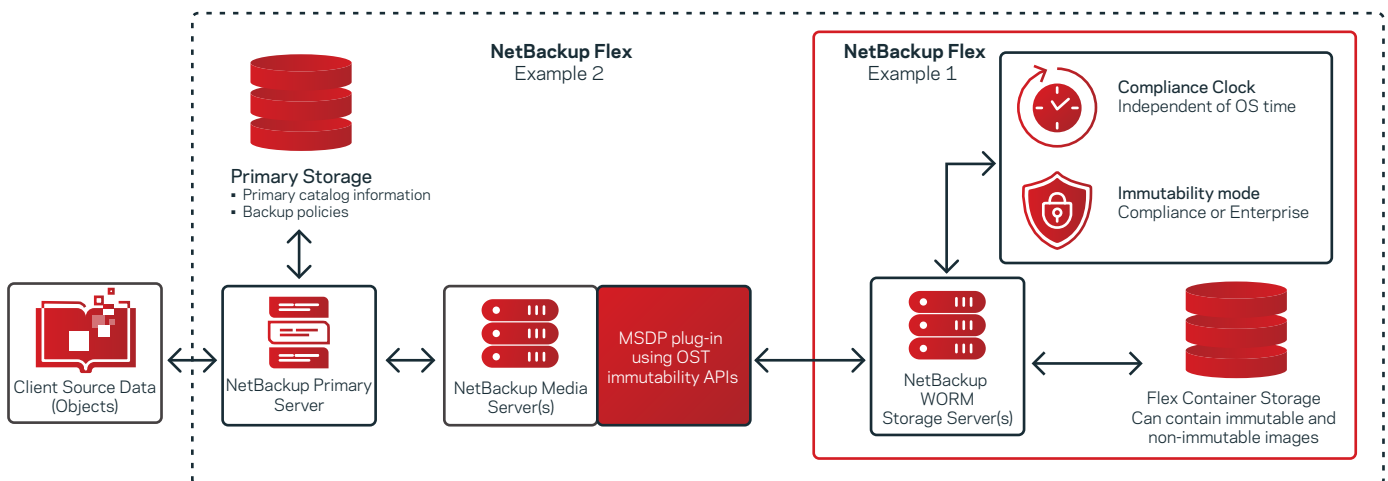 NetBackup Flex
Example 2
NetBackup Flex
Example 1
Compliance Clock
Independent of OS time
Immutability mode
Compliance or Enterprise
Primary Storage
▪ Primary catalog information
▪ Backup policies
Client Source Data
(Objects)
NetBackup Primary
Server
NetBackup Media
Server(s)
MSDP plug-in
using OST
immutability APIs
NetBackup
WORM
Storage Server(s)
Flex Container Storage
Can contain immutable and
non-immutable images